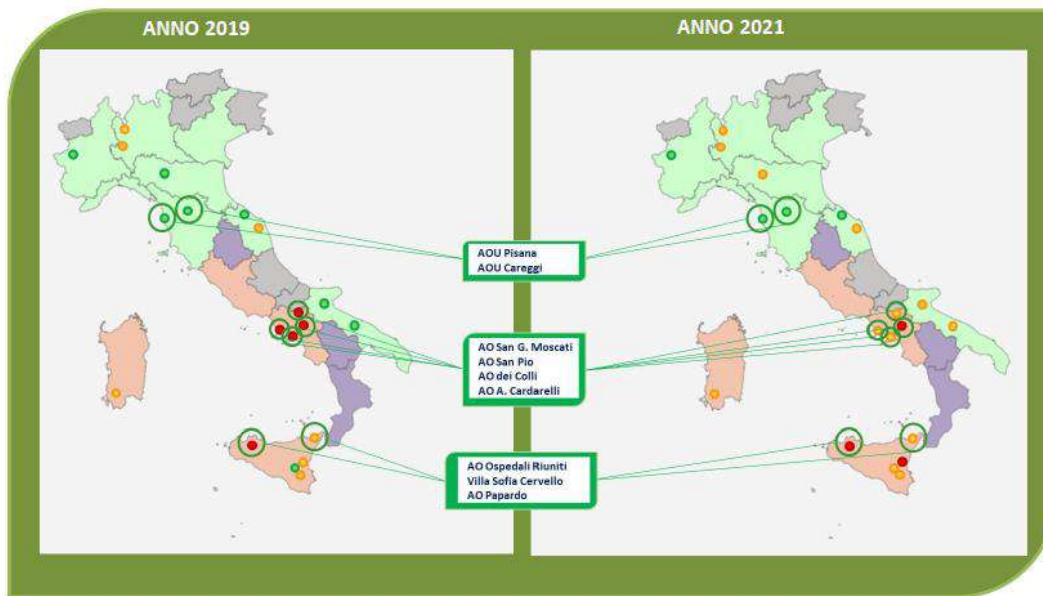 ANNO 2019
ANNO 2021
AOU Pisana
AOU Careggi
AO San G. Moscati
AO San Pio
AO dei Colli
AO A. Cardarelli
AO Ospedali Riuniti
Villa Sofia Cervello
AO Papardo